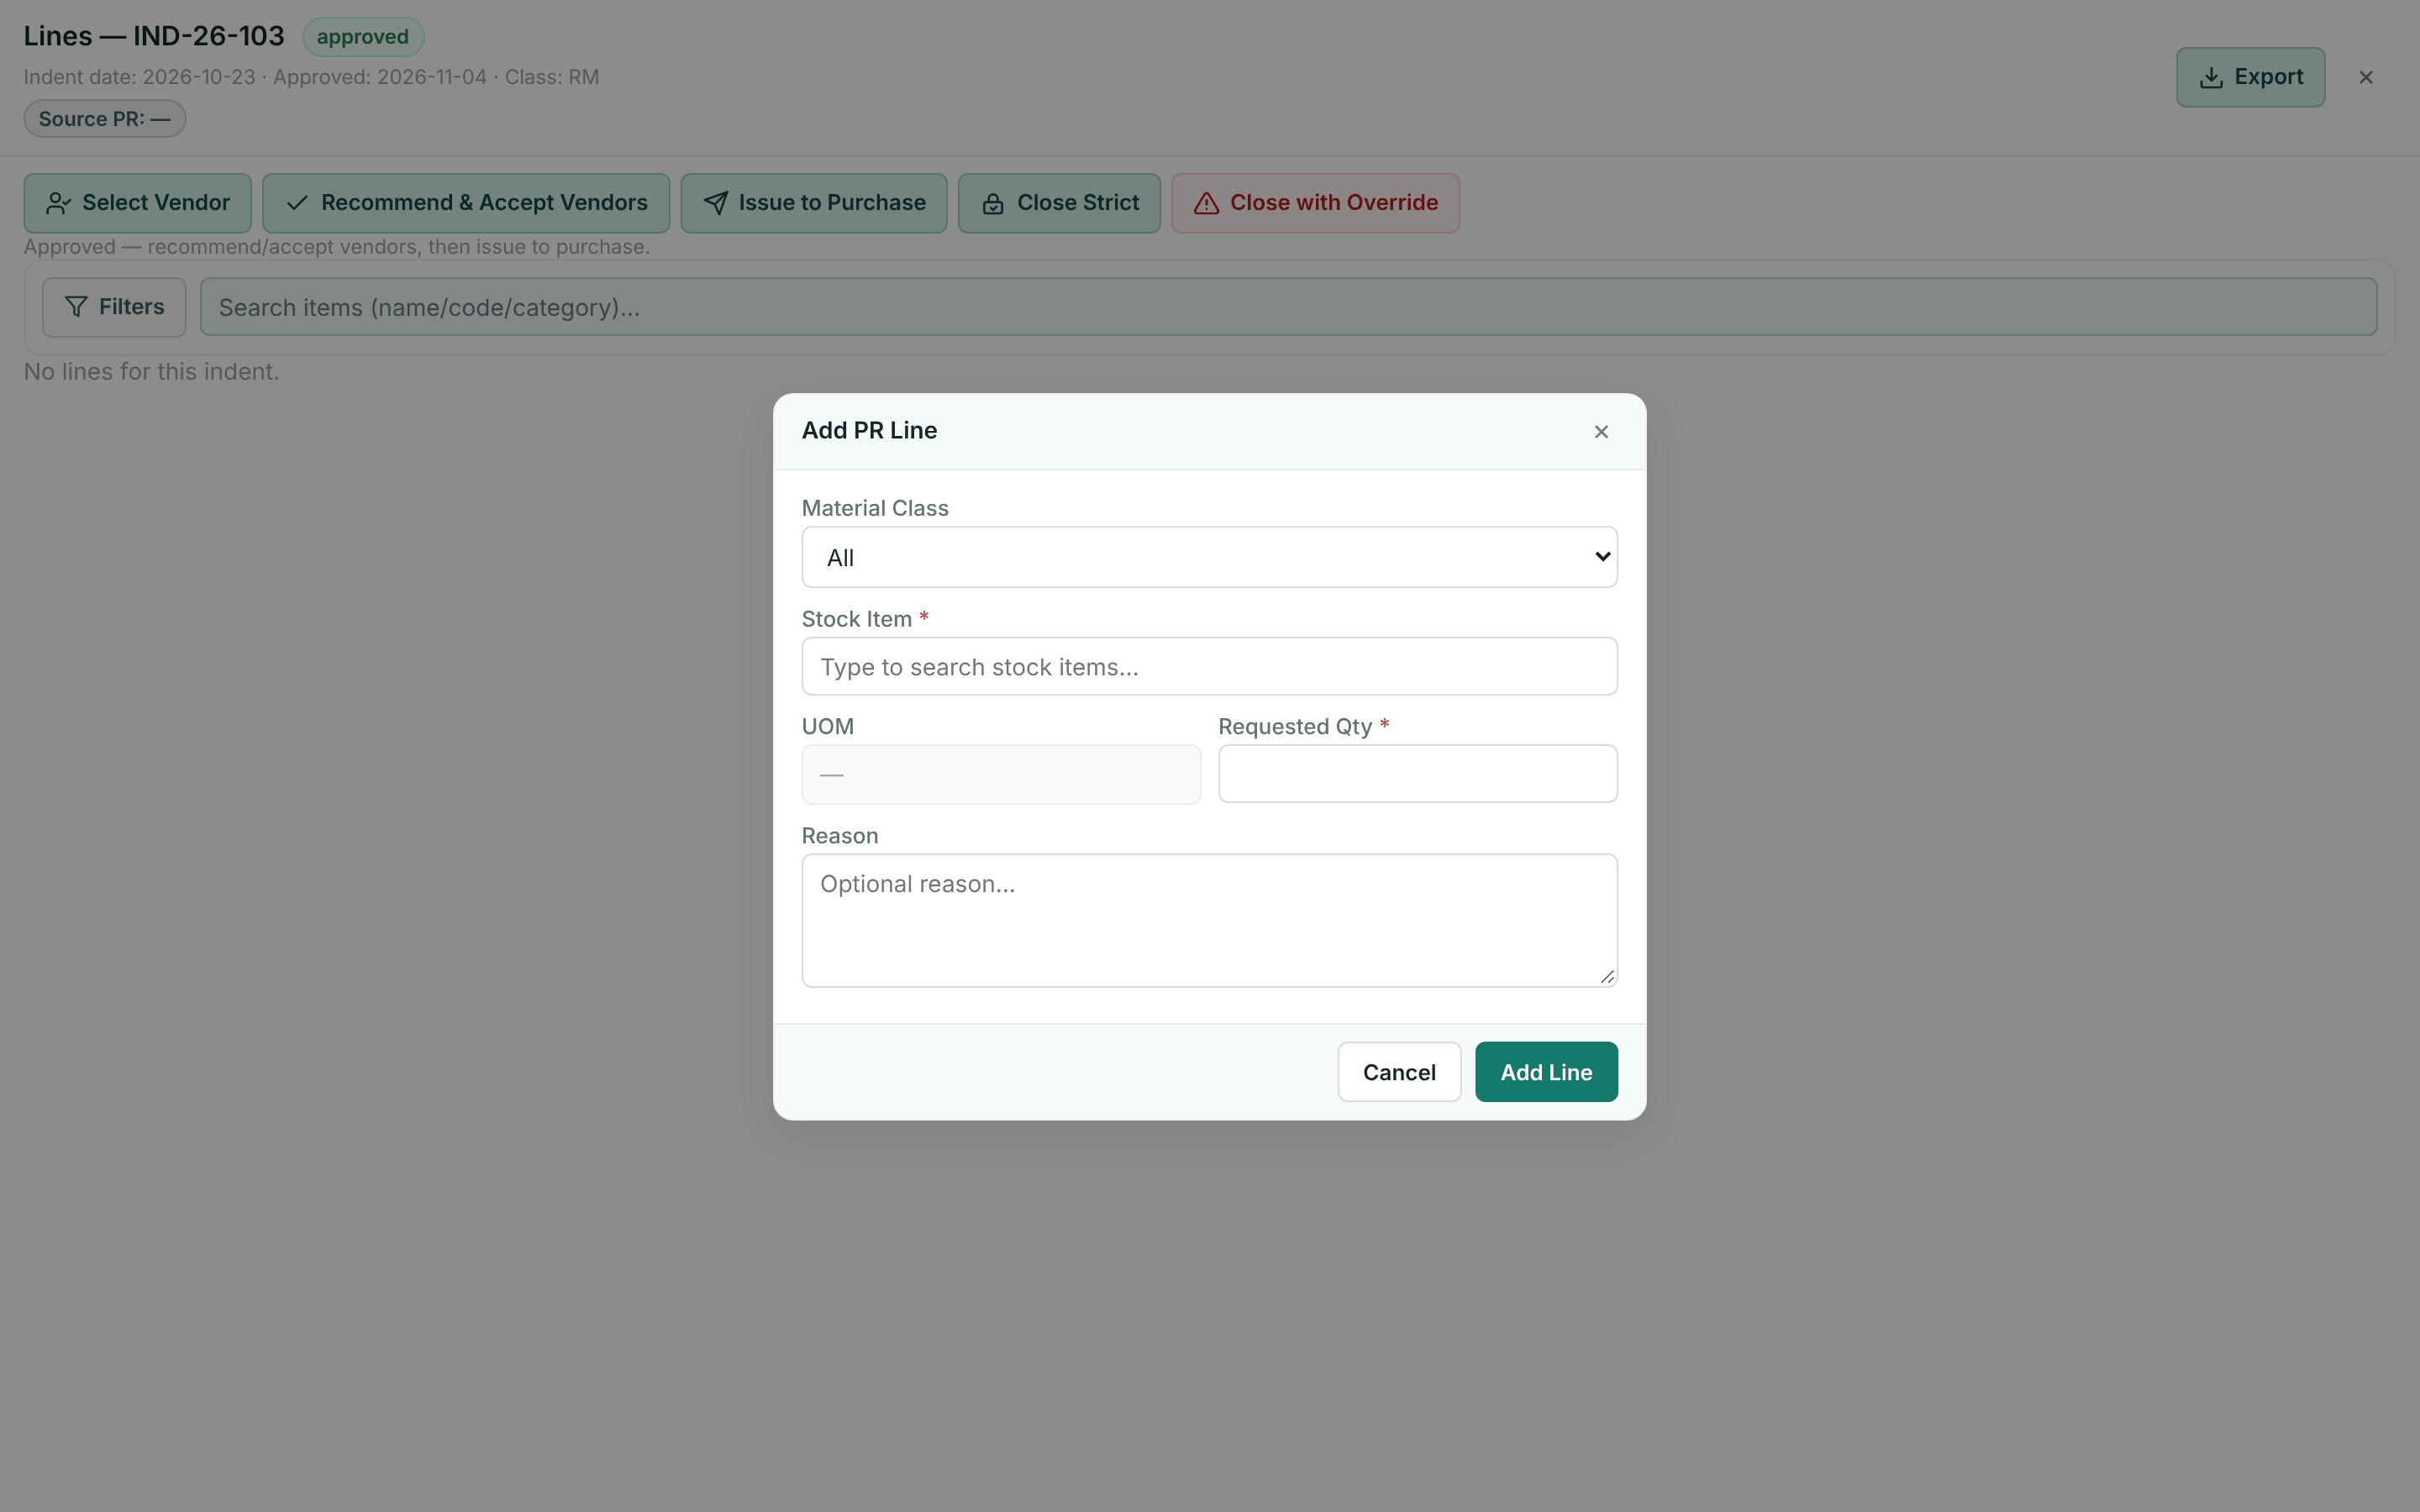 Lines — IND-26-103 approved
Indent date: 2026-10-23 · Approved: 2026-11-04 · Class: RM
Source PR: —
Export ×
Select Vendor Recommend & Accept Vendors Issue to Purchase Close Strict Close with Override
Approved — recommend/accept vendors, then issue to purchase.
Filters Search items (name/code/category)...
No lines for this indent.
Add PR Line ×
Material Class
All
Stock Item *
Type to search stock items...
UOM Requested Qty *
—
Reason
Optional reason...
Cancel Add Line